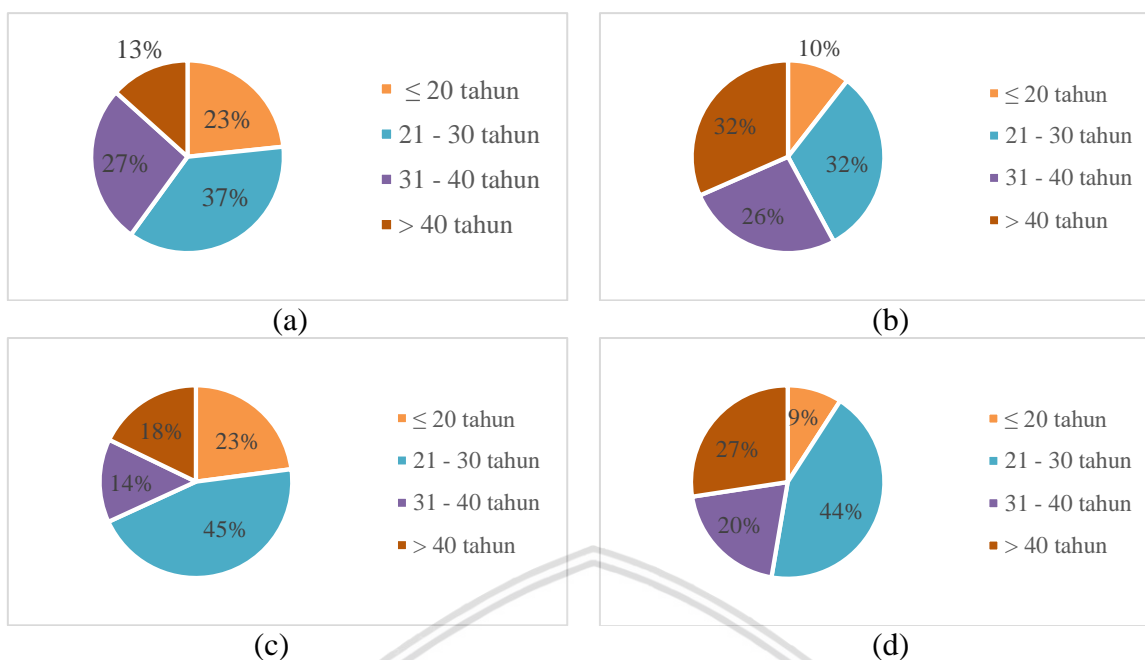 13%
23%
27%
37%
≤ 20 tahun
21 - 30 tahun
31 - 40 tahun
> 40 tahun
(a)
10%
32%
32%
26%
≤ 20 tahun
21 - 30 tahun
31 - 40 tahun
> 40 tahun
(b)
18%
23%
14%
45%
≤ 20 tahun
21 - 30 tahun
31 - 40 tahun
> 40 tahun
(c)
9%
27%
44%
20%
≤ 20 tahun
21 - 30 tahun
31 - 40 tahun
> 40 tahun
(d)